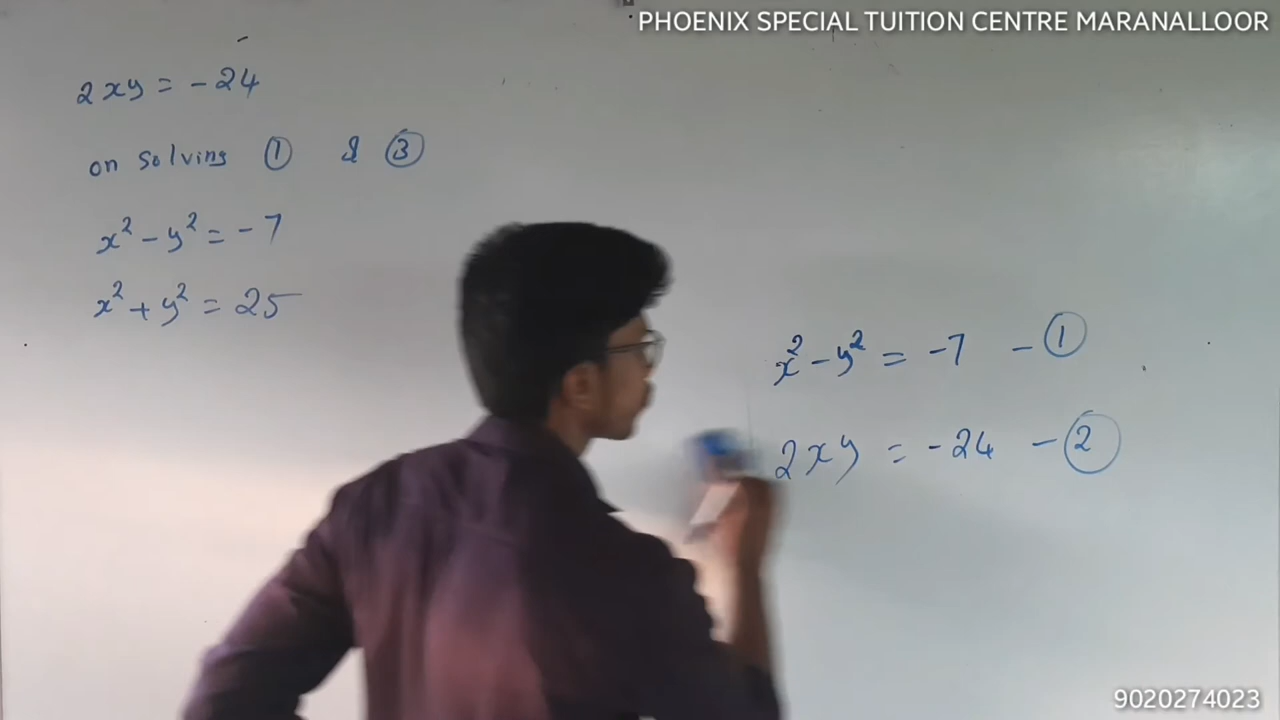 PHOENIX SPECIAL TUITION CENTRE MARANALLOOR
2xy = -24
on solving ① & ③
x² - y² = -7
x² + y² = 25
x² - y² = -7 - ①
2xy = -24 - ②
9020274023